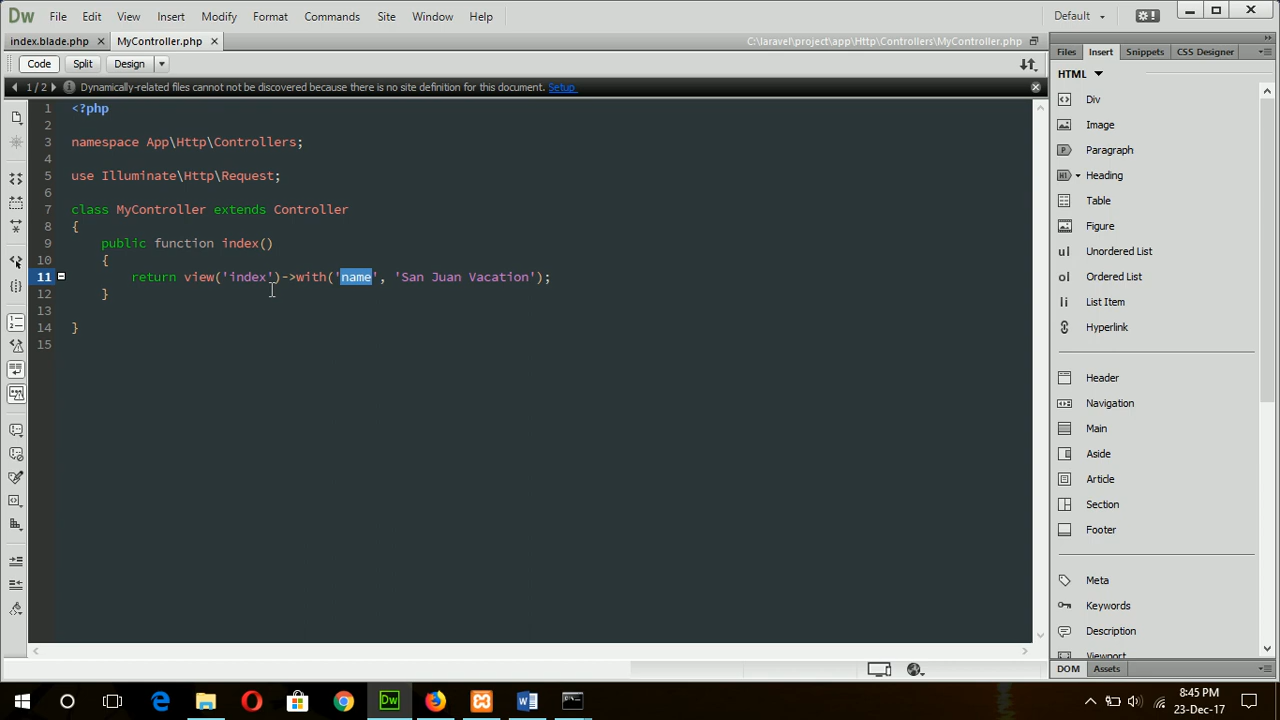 Dw File Edit View Insert Modify Format Commands Site Window Help Default
index.blade.php MyController.php C:\laravel\project\app\Http\Controllers\MyController.php
Code Split Design
1 / 2 Dynamically-related files cannot not be discovered because there is no site definition for this document. Setup
1 <?php
2
3 namespace App\Http\Controllers;
4
5 use Illuminate\Http\Request;
6
7 class MyController extends Controller
8 {
9 public function index()
10 {
11 return view('index')->with('name', 'San Juan Vacation');
12 }
13
14 }
15
Files Insert Snippets CSS Designer
HTML
Div
Image
Paragraph
H1 Heading
Table
Figure
ul Unordered List
ol Ordered List
li List Item
Hyperlink
Header
Navigation
Main
Aside
Article
Section
Footer
Meta
Keywords
Description
Viewport
DOM Assets
Dw
8:45 PM
23-Dec-17